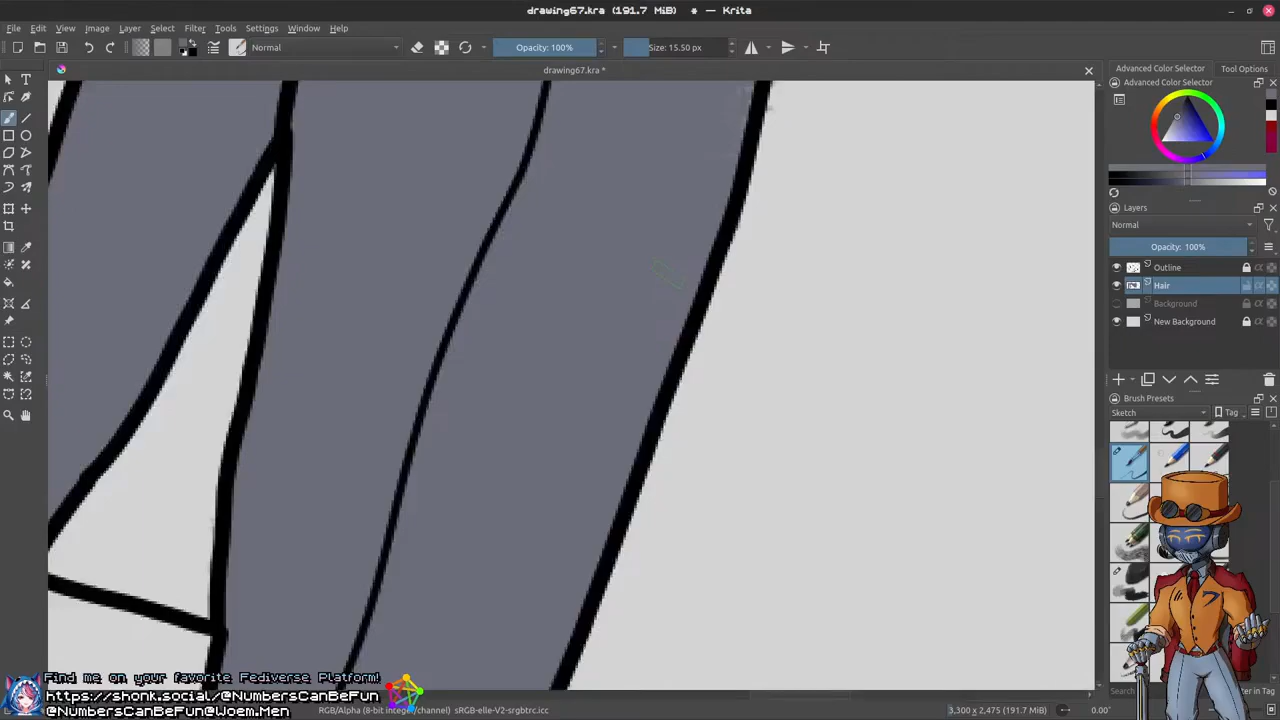 drawing67.kra (191.7 MiB) * — Krita
File Edit View Image Layer Select Filter Tools Settings Window Help
Normal
Opacity: 100%
Size: 15.50 px
drawing67.kra *
Advanced Color Selector
Tool Options
Advanced Color Selector
Layers
Normal
Opacity: 100%
Outline
Hair
Background
New Background
Brush Presets
Sketch
Tag
Search
er in Tag
Find me on your favorite Fediverse Platform!
https://shonk.social/@NumbersCanBeFun
@NumbersCanBeFun@Woem.Men
RGB/Alpha (8-bit integer/channel) sRGB-elle-V2-srgbtrc.icc
3,300 x 2,475 (191.7 MiB)
0.00°